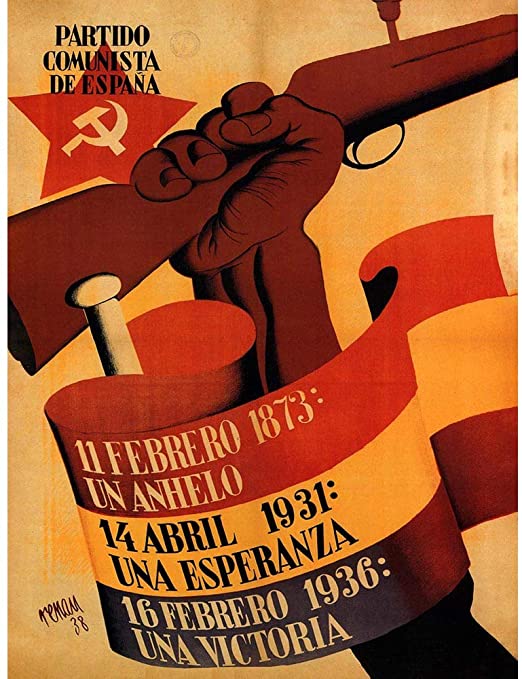 PARTIDO
COMUNISTA
DE ESPAÑA
11 FEBRERO 1873:
UN ANHELO
14 ABRIL 1931:
UNA ESPERANZA
16 FEBRERO 1936:
UNA VICTORIA
renau
38